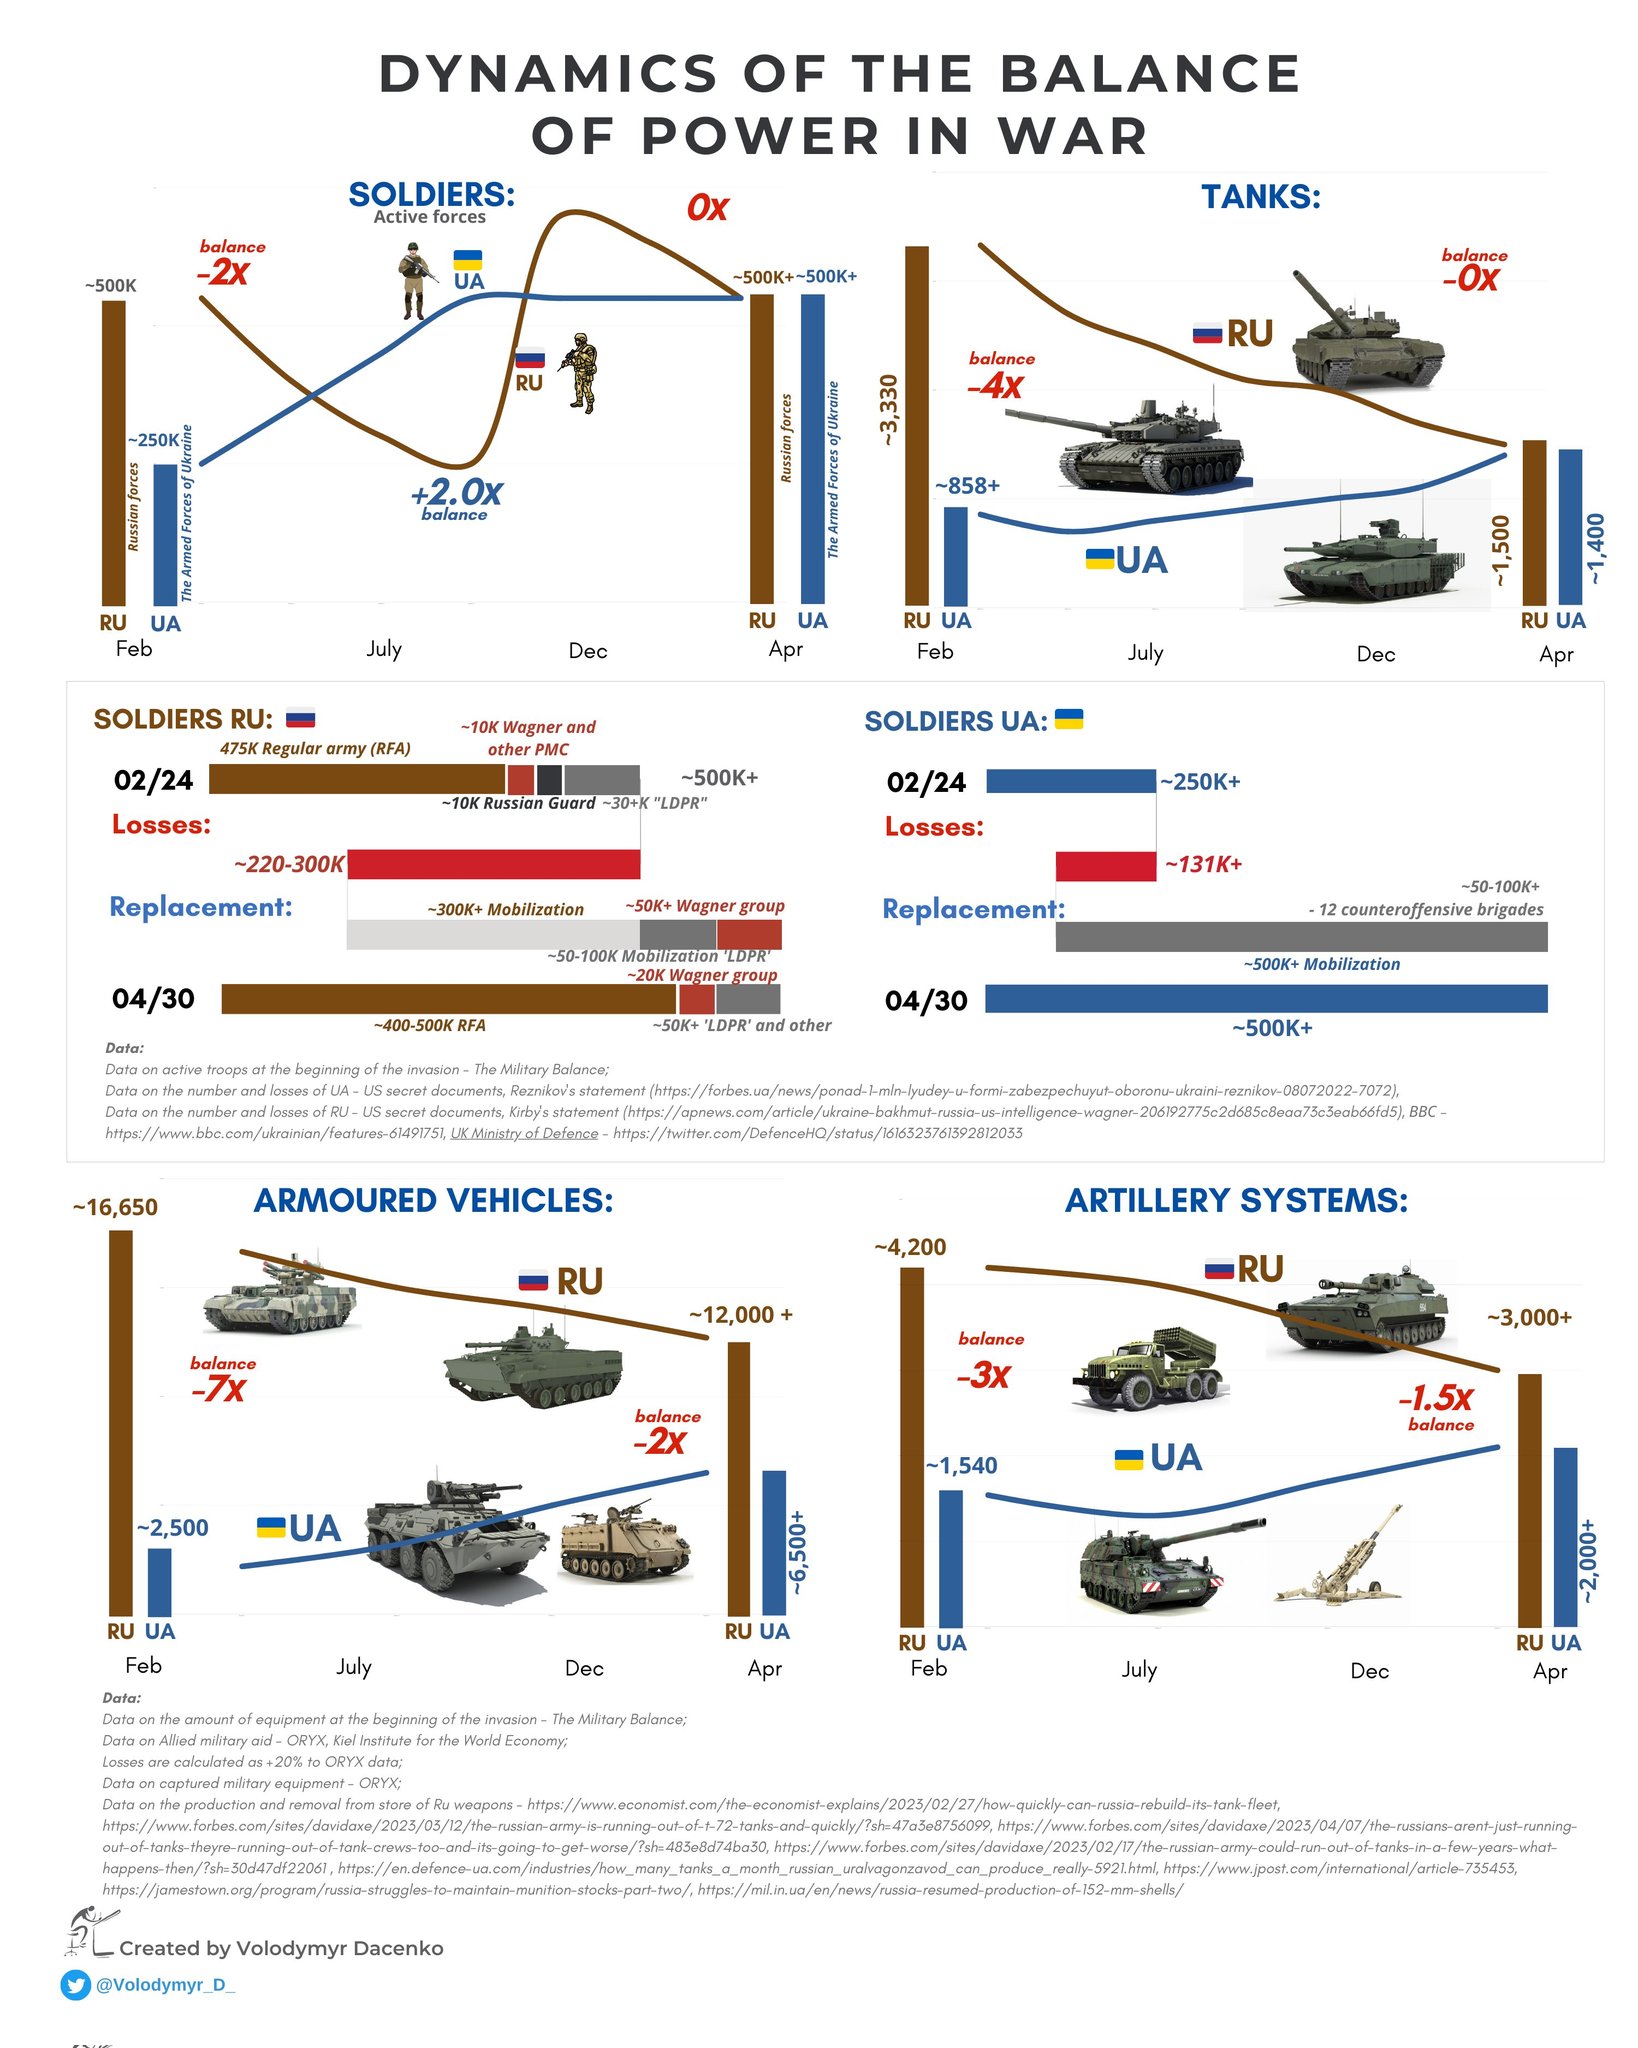 DYNAMICS OF THE BALANCE
OF POWER IN WAR
SOLDIERS:
Active forces
0x
balance
-2x
UA
~500K
~500K+
~500K+
RU
~250K
Russian forces
The Armed Forces of Ukraine
+2.0x
balance
Russian forces
The Armed Forces of Ukraine
RU
UA
RU
UA
Feb
July
Dec
Apr
TANKS:
balance
-0x
RU
balance
-4x
~3,330
~858+
UA
~1,500
~1,400
RU
UA
RU
UA
Feb
July
Dec
Apr
SOLDIERS RU:
~10K Wagner and
other PMC
475K Regular army (RFA)
02/24
~500K+
~10K Russian Guard
~30+K "LDPR"
Losses:
~220-300K
Replacement:
~300K+ Mobilization
~50K+ Wagner group
~50-100K Mobilization 'LDPR'
~20K Wagner group
04/30
~400-500K RFA
~50K+ 'LDPR' and other
SOLDIERS UA:
02/24
~250K+
Losses:
~131K+
~50-100K+
Replacement:
- 12 counteroffensive brigades
~500K+ Mobilization
04/30
~500K+
Data:
Data on active troops at the beginning of the invasion - The Military Balance;
Data on the number and losses of UA - US secret documents, Reznikov's statement (https://forbes.ua/news/ponad-1-mln-lyudey-u-formi-zabezpechuyut-oboronu-ukraini-reznikov-08072022-7072),
Data on the number and losses of RU - US secret documents, Kirby's statement (https://apnews.com/article/ukraine-bakhmut-russia-us-intelligence-wagner-206192775c2d685c8eaa73c3eab66fd5), BBC -
https://www.bbc.com/ukrainian/features-61491751, UK Ministry of Defence - https://twitter.com/DefenceHQ/status/1616323761392812033
ARMOURED VEHICLES:
~16,650
RU
~12,000 +
balance
-7x
balance
-2x
UA
~2,500
~6,500+
RU
UA
RU
UA
Feb
July
Dec
Apr
ARTILLERY SYSTEMS:
~4,200
RU
~3,000+
balance
-3x
-1.5x
balance
UA
~1,540
~2,000+
RU
UA
RU
UA
Feb
July
Dec
Apr
Data:
Data on the amount of equipment at the beginning of the invasion - The Military Balance;
Data on Allied military aid - ORYX, Kiel Institute for the World Economy;
Losses are calculated as +20% to ORYX data;
Data on captured military equipment - ORYX;
Data on the production and removal from store of Ru weapons - https://www.economist.com/the-economist-explains/2023/02/27/how-quickly-can-russia-rebuild-its-tank-fleet,
https://www.forbes.com/sites/davidaxe/2023/03/12/the-russian-army-is-running-out-of-t-72-tanks-and-quickly/?sh=47a3e8756099, https://www.forbes.com/sites/davidaxe/2023/04/07/the-russians-arent-just-running-
out-of-tanks-theyre-running-out-of-tank-crews-too-and-its-going-to-get-worse/?sh=483e8d74ba30, https://www.forbes.com/sites/davidaxe/2023/02/17/the-russian-army-could-run-out-of-tanks-in-a-few-years-what-
happens-then/?sh=30d47df22061 , https://en.defence-ua.com/industries/how_many_tanks_a_month_russian_uralvagonzavod_can_produce_really-5921.html, https://www.jpost.com/international/article-735453,
https://jamestown.org/program/russia-struggles-to-maintain-munition-stocks-part-two/, https://mil.in.ua/en/news/russia-resumed-production-of-152-mm-shells/
Created by Volodymyr Dacenko
@Volodymyr_D_